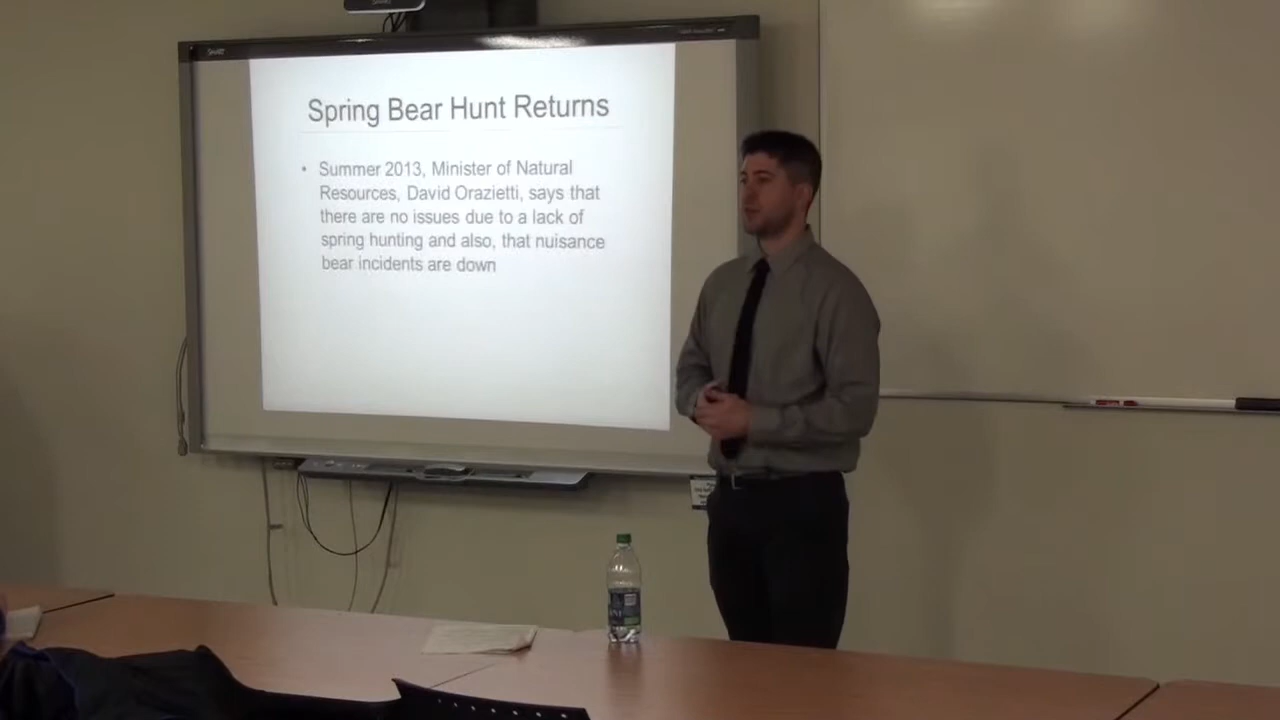 SMART
Spring Bear Hunt Returns
• Summer 2013, Minister of Natural
Resources, David Orazietti, says that
there are no issues due to a lack of
spring hunting and also, that nuisance
bear incidents are down